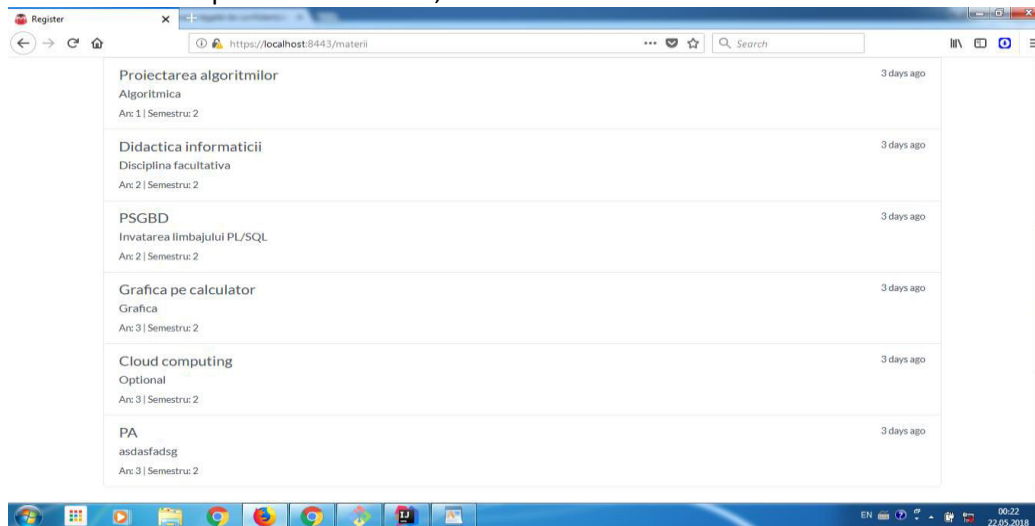 Register
https://localhost:8443/materii
Search
Proiectarea algoritmilor
3 days ago
Algoritmica
An: 1 | Semestru: 2
Didactica informaticii
3 days ago
Disciplina facultativa
An: 2 | Semestru: 2
PSGBD
3 days ago
Invatarea limbajului PL/SQL
An: 2 | Semestru: 2
Grafica pe calculator
3 days ago
Grafica
An: 3 | Semestru: 2
Cloud computing
3 days ago
Optional
An: 3 | Semestru: 2
PA
3 days ago
asdasfadsg
An: 3 | Semestru: 2
EN
00:22
22.05.2018